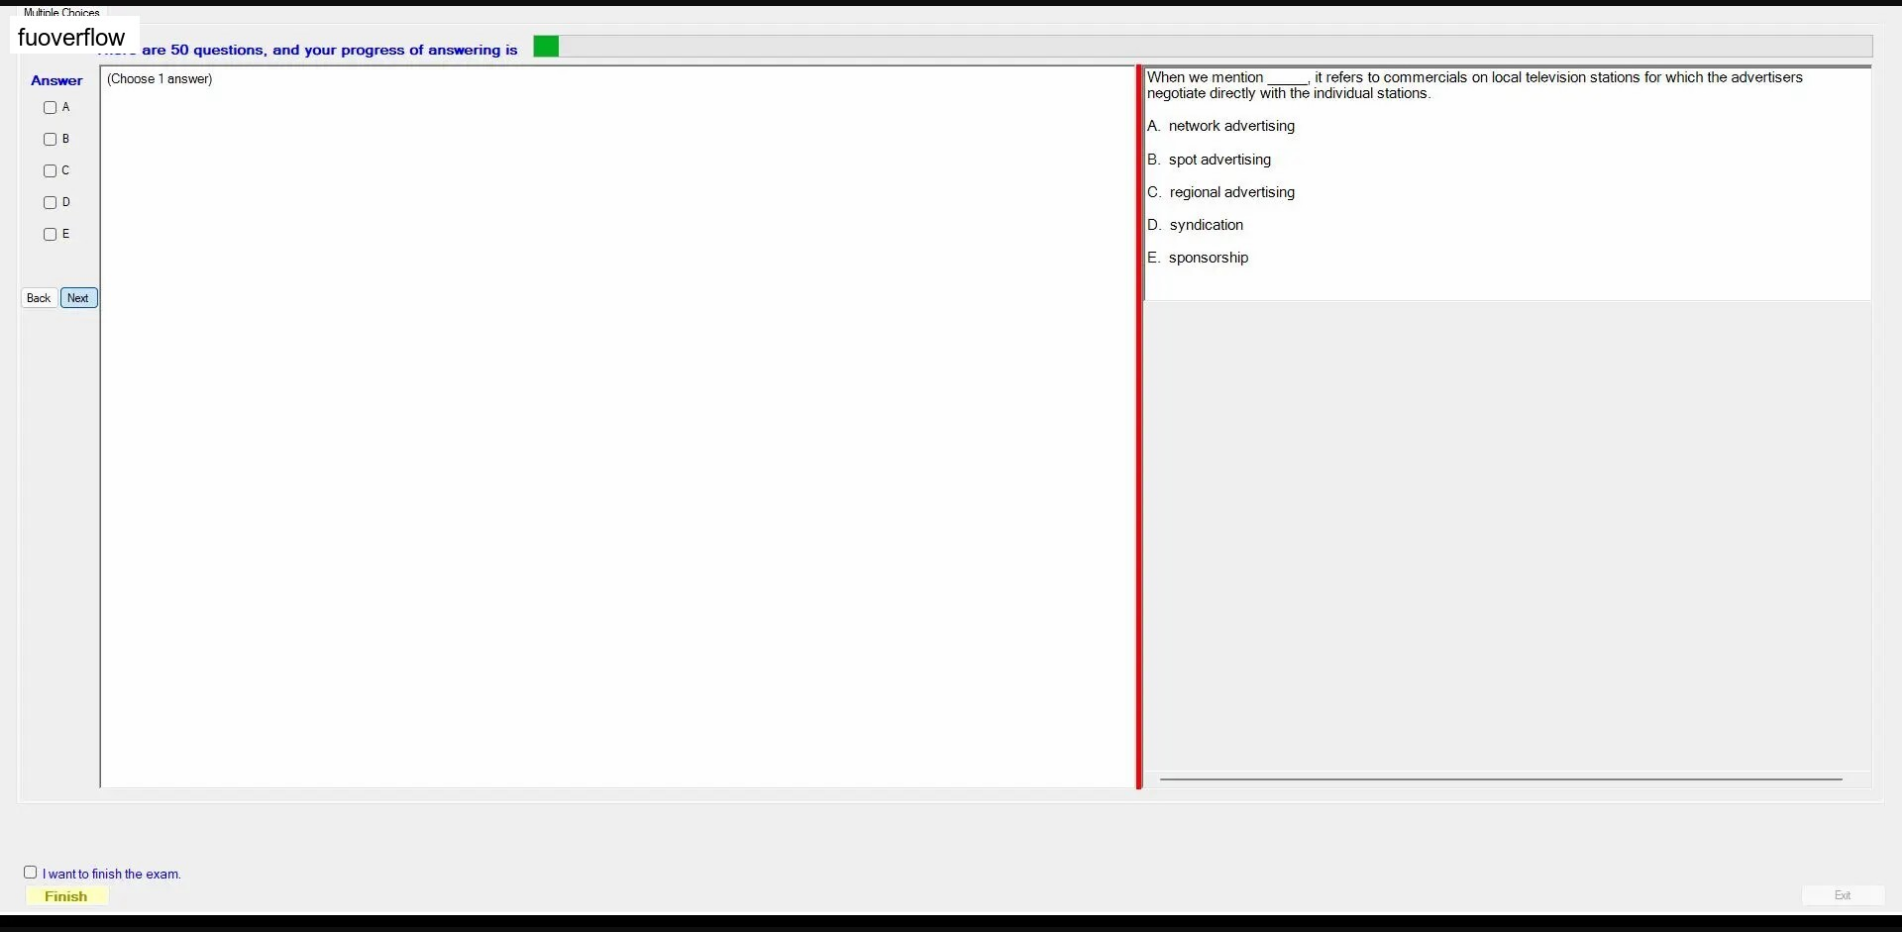 Multiple Choices
fuoverflow
are 50 questions, and your progress of answering is
Answer
(Choose 1 answer)
A
B
C
D
E
Back
Next
When we mention _____, it refers to commercials on local television stations for which the advertisers
negotiate directly with the individual stations.
A. network advertising
B. spot advertising
C. regional advertising
D. syndication
E. sponsorship
I want to finish the exam.
Finish
Exit